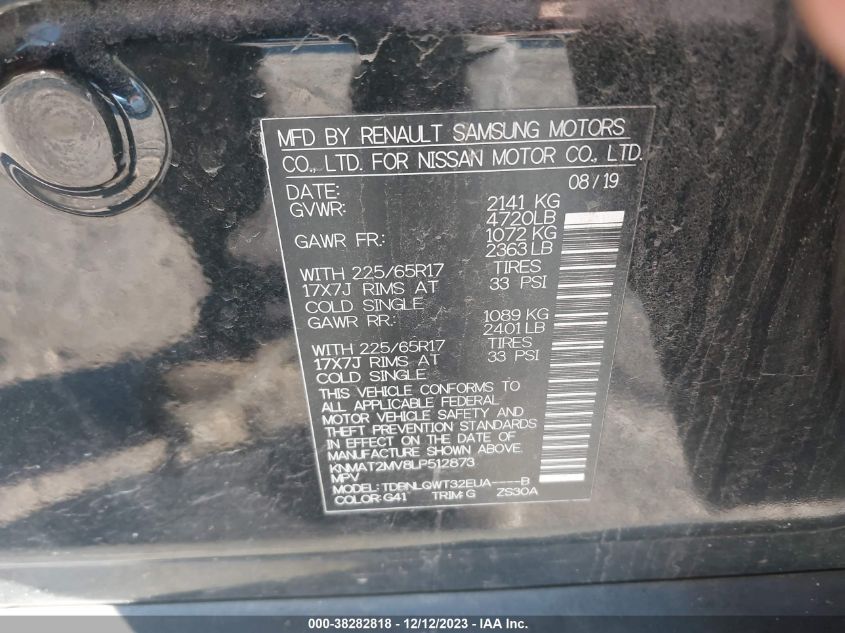 MFD BY RENAULT SAMSUNG MOTORS
CO., LTD. FOR NISSAN MOTOR CO., LTD.
DATE: 08/19
GVWR: 2141 KG
4720LB
GAWR FR.: 1072 KG
2363 LB
WITH 225/65R17 TIRES
17X7J RIMS AT 33 PSI
COLD SINGLE
GAWR RR.: 1089 KG
2401 LB
WITH 225/65R17 TIRES
17X7J RIMS AT 33 PSI
COLD SINGLE
THIS VEHICLE CONFORMS TO
ALL APPLICABLE FEDERAL
MOTOR VEHICLE SAFETY AND
THEFT PREVENTION STANDARDS
IN EFFECT ON THE DATE OF
MANUFACTURE SHOWN ABOVE.
KNMAT2MV8LP512873
MPV
MODEL: TDBNLQWT32EUA----B
COLOR: G41 TRIM: G ZS30A
000-38282818 - 12/12/2023 - IAA Inc.